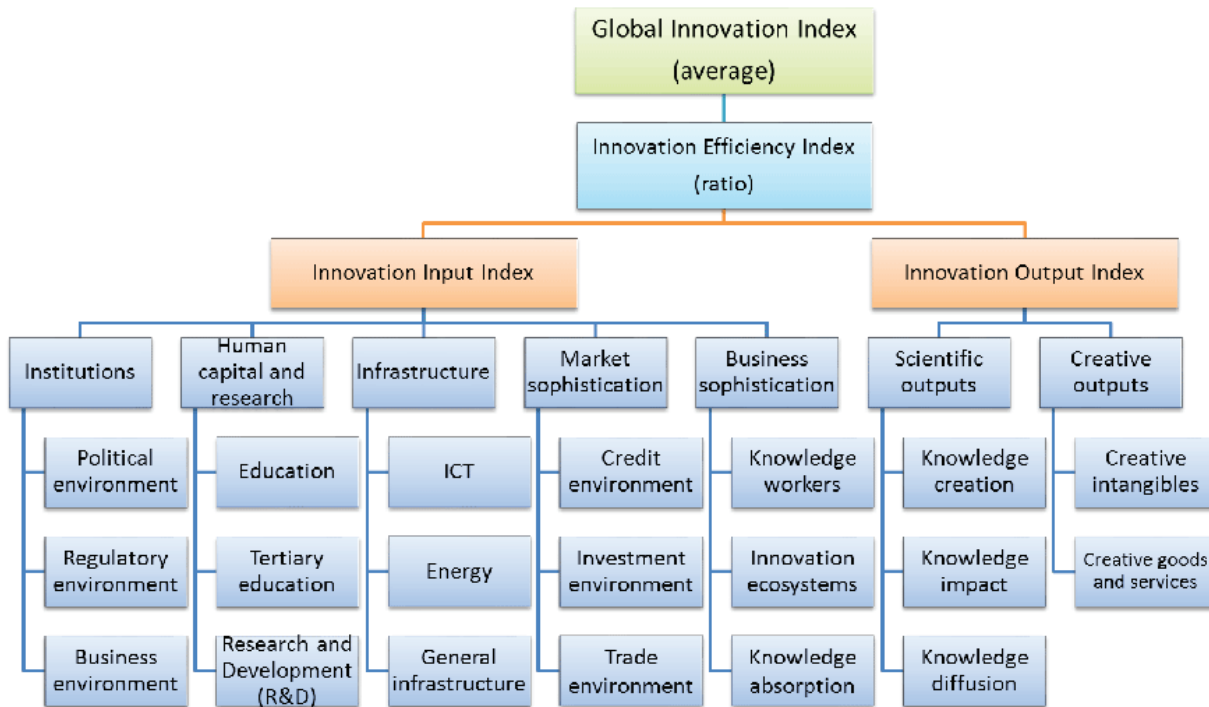 Global Innovation Index
(average)
Innovation Efficiency Index
(ratio)
Innovation Input Index
Innovation Output Index
Institutions
Human
capital and
research
Infrastructure
Market
sophistication
Business
sophistication
Scientific
outputs
Creative
outputs
Political
environment
Education
ICT
Credit
environment
Knowledge
workers
Knowledge
creation
Creative
intangibles
Regulatory
environment
Tertiary
education
Energy
Investment
environment
Innovation
ecosystems
Knowledge
impact
Creative goods
and services
Business
environment
Research and
Development
(R&D)
General
infrastructure
Trade
environment
Knowledge
absorption
Knowledge
diffusion